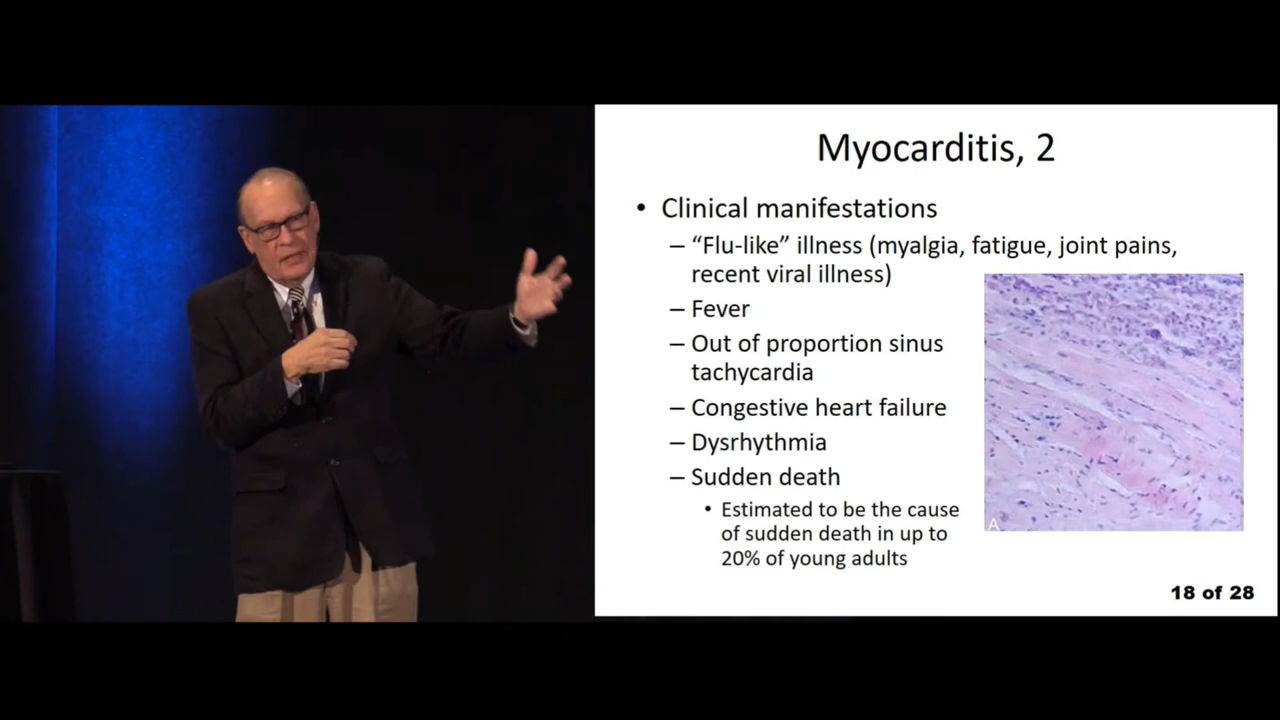 Myocarditis, 2
• Clinical manifestations
– “Flu-like” illness (myalgia, fatigue, joint pains,
recent viral illness)
– Fever
– Out of proportion sinus
tachycardia
– Congestive heart failure
– Dysrhythmia
– Sudden death
• Estimated to be the cause
of sudden death in up to
20% of young adults
A
18 of 28